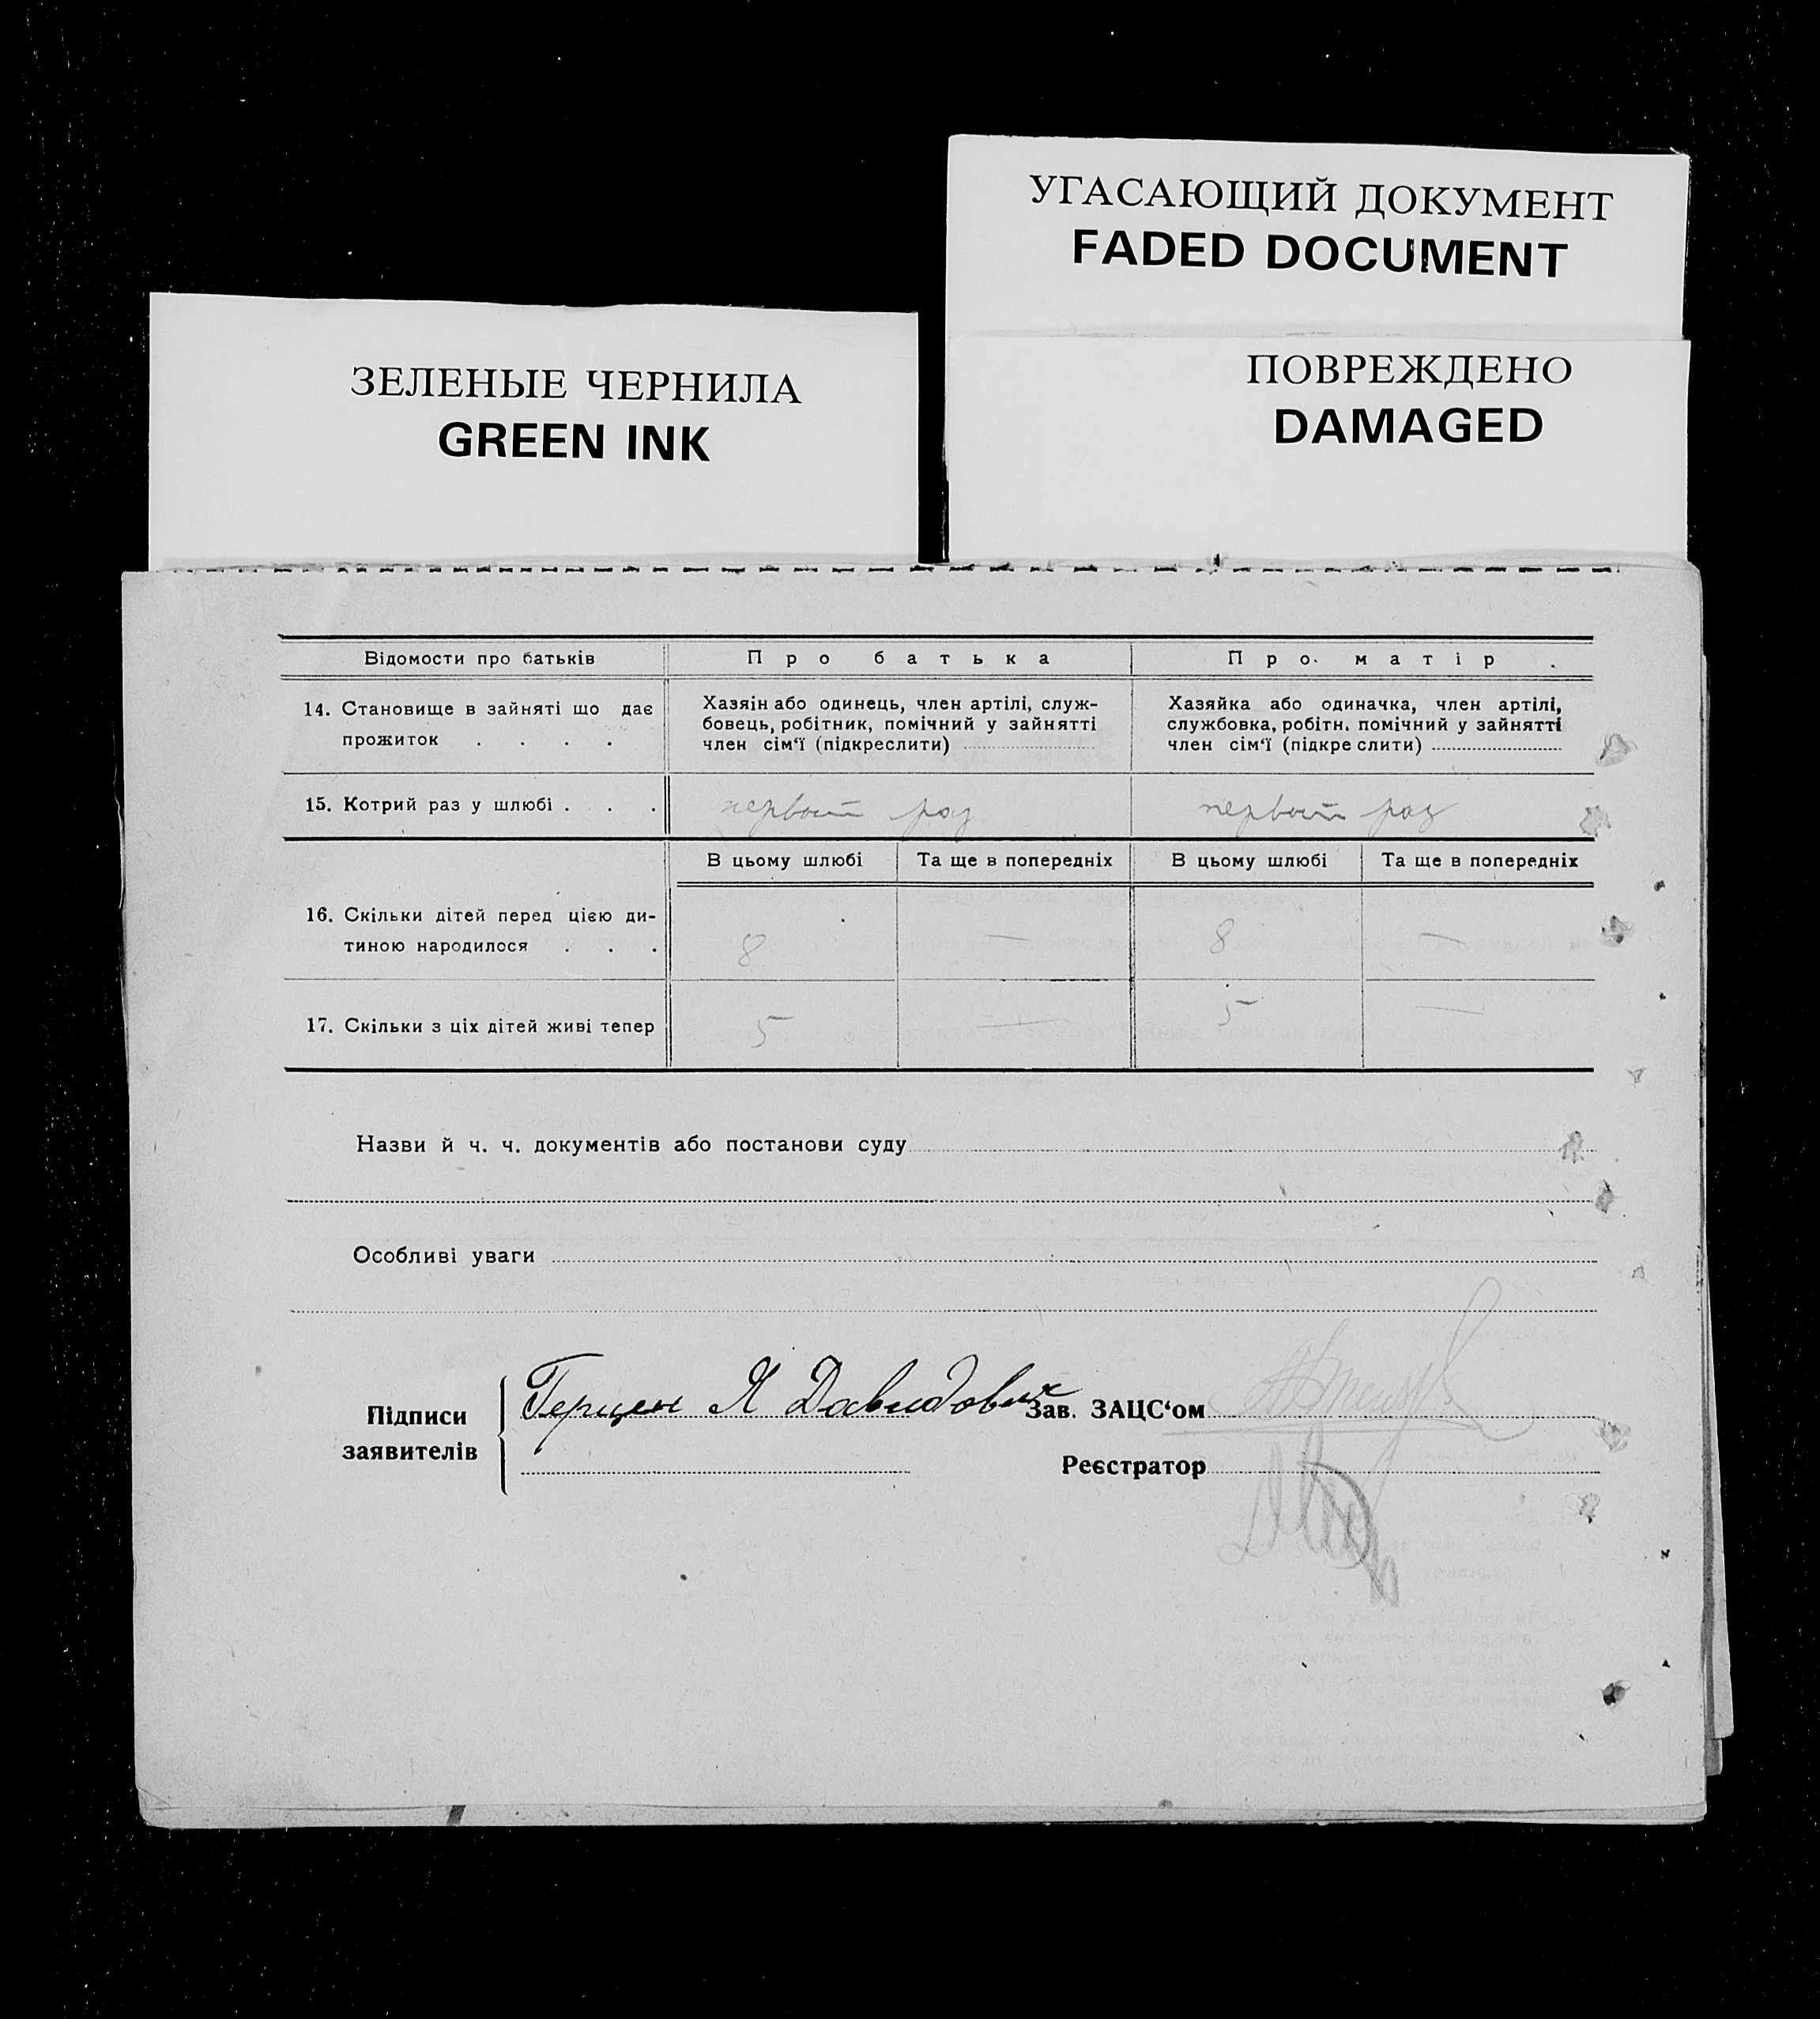 УГАСАЮЩИЙ ДОКУМЕНТ
FADED DOCUMENT
ЗЕЛЕНЫЕ ЧЕРНИЛА
GREEN INK
ПОВРЕЖДЕНО
DAMAGED
Відомости про батьків
Про батька
Про матір
14. Становище в зайняті що дає
прожиток . . . .
Хазяін або одинець, член артілі, служ-
бовець, робітник, помічний у зайнятті
член сім‘ї (підкреслити)
Хазяйка або одиначка, член артілі,
службовка, робітн. помічний у зайнятті
член сім‘ї (підкре слити)
15. Котрий раз у шлюбі . . .
первый раз
первый раз
В цьому шлюбі
Та ще в попередніх
В цьому шлюбі
Та ще в попередніх
16. Скільки дітей перед цією ди-
тиною народилося . . .
8
—
8
—
17. Скільки з ціх дітей живі тепер
5
—
5
—
Назви й ч. ч. документів або постанови суду
Особливі уваги
Підписи
заявителів
Герцен Я Давидович
Зав. ЗАЦС‘ом
Реєстратор